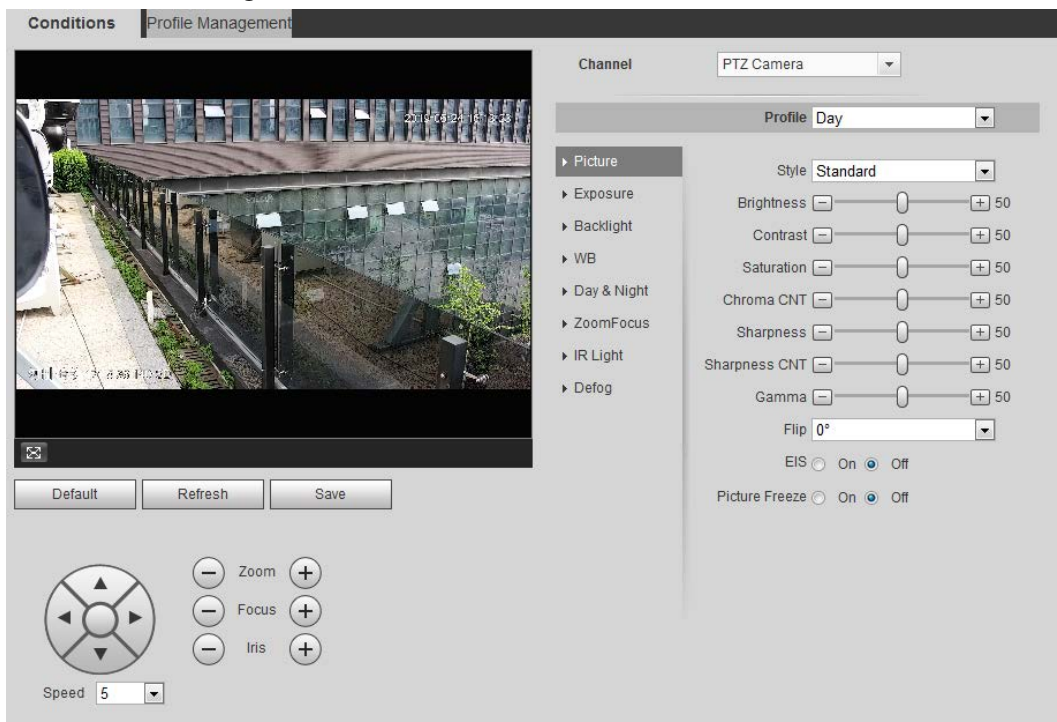 Conditions
Profile Management
Channel PTZ Camera
Profile Day
Picture
Exposure
Backlight
WB
Day & Night
ZoomFocus
IR Light
Defog
Style Standard
Brightness 50
Contrast 50
Saturation 50
Chroma CNT 50
Sharpness 50
Sharpness CNT 50
Gamma 50
Flip 0°
EIS On Off
Picture Freeze On Off
Default
Refresh
Save
Zoom
Focus
Iris
Speed 5